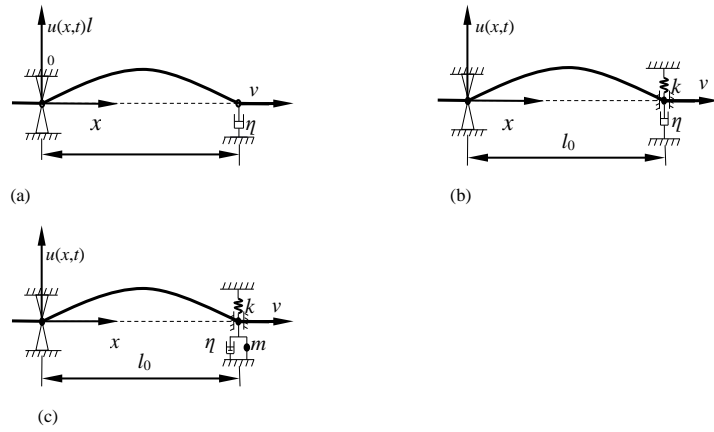 u(x,t)l
0
v
x
η
(a)
u(x,t)
k
v
x
η
l0
(b)
u(x,t)
k
v
x
η
m
l0
(c)